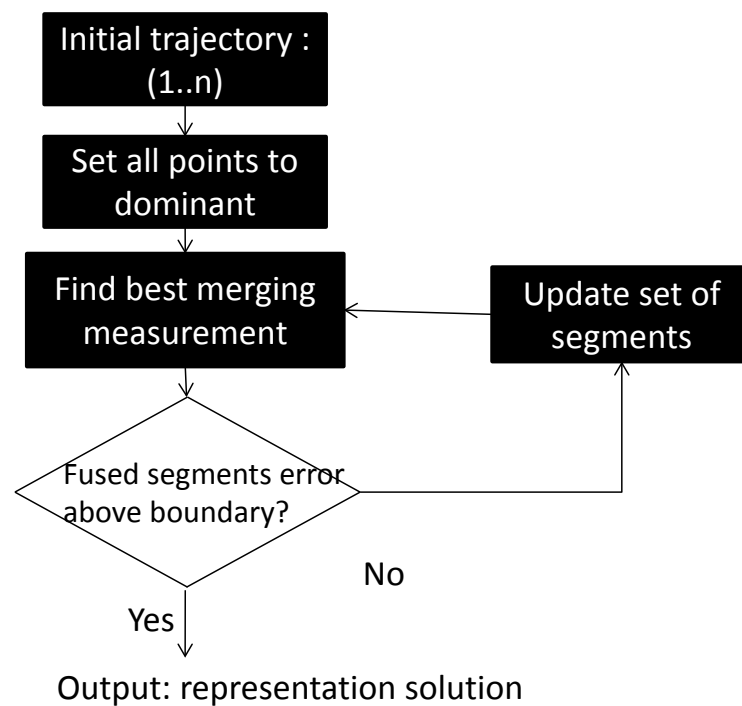 Initial trajectory :
(1..n)
Set all points to
dominant
Find best merging
measurement
Update set of
segments
Fused segments error
above boundary?
No
Yes
Output: representation solution